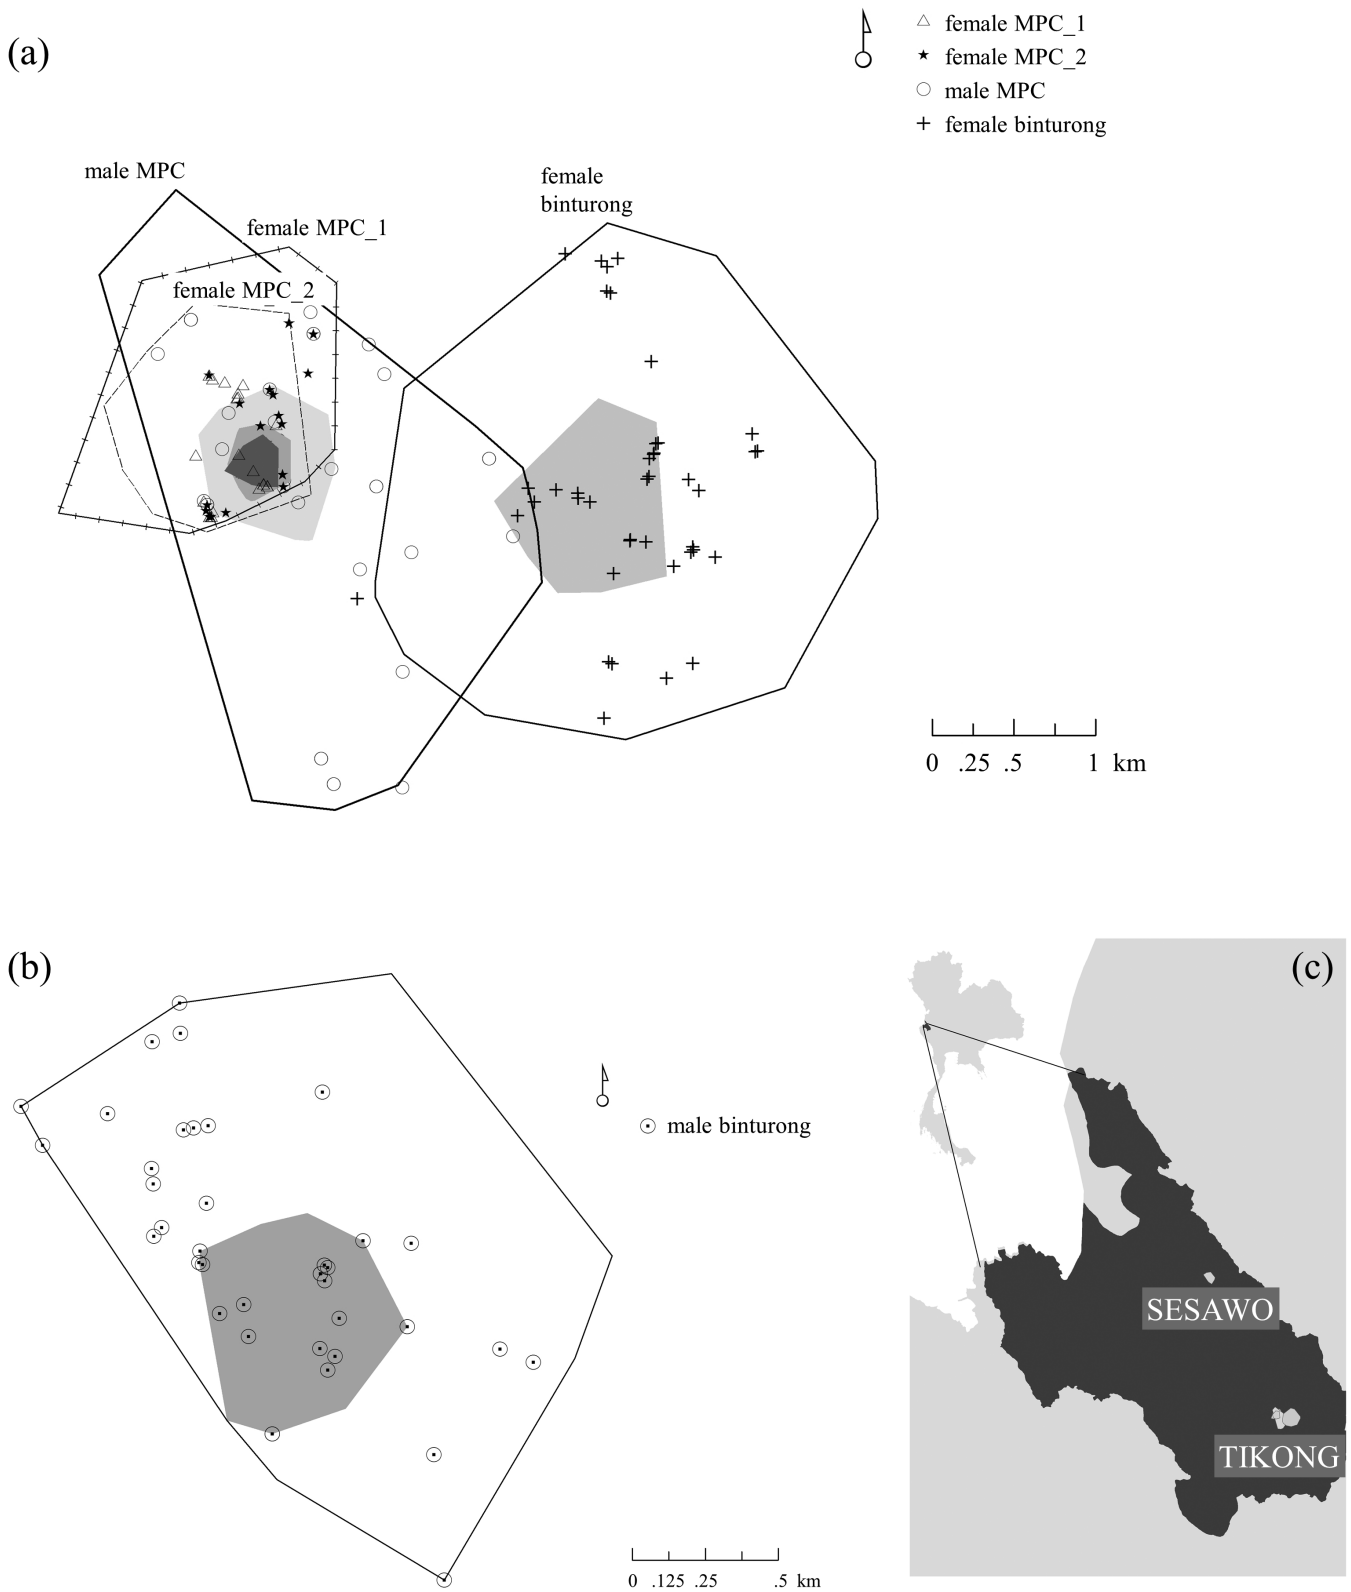 (a)
female MPC_1
female MPC_2
male MPC
female binturong
male MPC
female
binturong
female MPC_1
female MPC_2
0 .25 .5 1 km
(b)
(c)
male binturong
SESAWO
TIKONG
0 .125 .25 .5 km